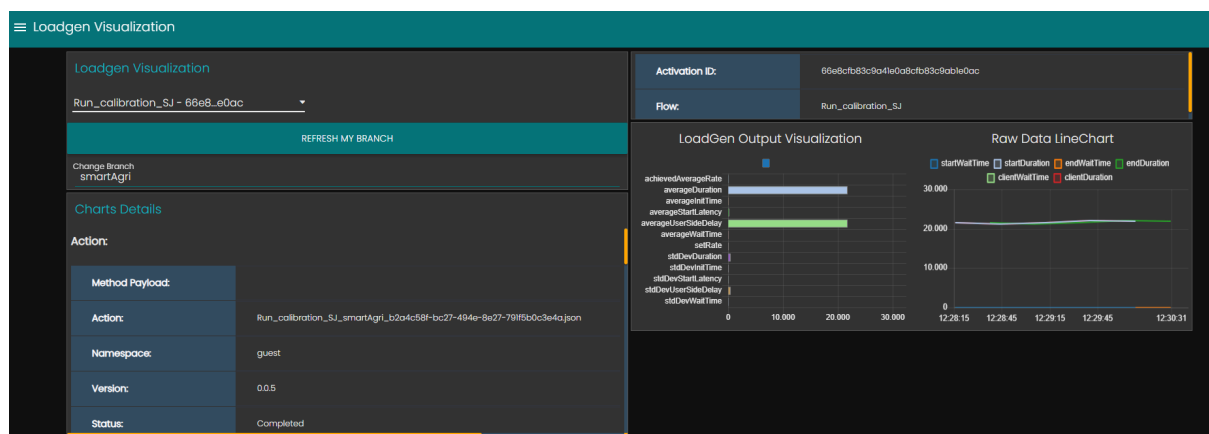 Loadgen Visualization
Loadgen Visualization
Run_calibration_SJ - 66e8...e0ac
REFRESH MY BRANCH
Change Branch
smartAgri
Charts Details
Action:
Method Payload:
Action: Run_calibration_SJ_smartAgri_b2a4c58f-bc27-494e-8e27-791f5b0c3e4a.json
Namespace: guest
Version: 0.0.5
Status: Completed
Activation ID: 66e8cfb83c9a41e0a8cfb83c9ab1e0ac
Flow: Run_calibration_SJ
LoadGen Output Visualization
achievedAverageRate
averageDuration
averageInitTime
averageStartLatency
averageUserSideDelay
averageWaitTime
setRate
stdDevDuration
stdDevInitTime
stdDevStartLatency
stdDevUserSideDelay
stdDevWaitTime
0 10.000 20.000 30.000
Raw Data LineChart
startWaitTime startDuration endWaitTime endDuration
clientWaitTime clientDuration
30.000
20.000
10.000
0
12:28:15 12:28:45 12:29:15 12:29:45 12:30:31